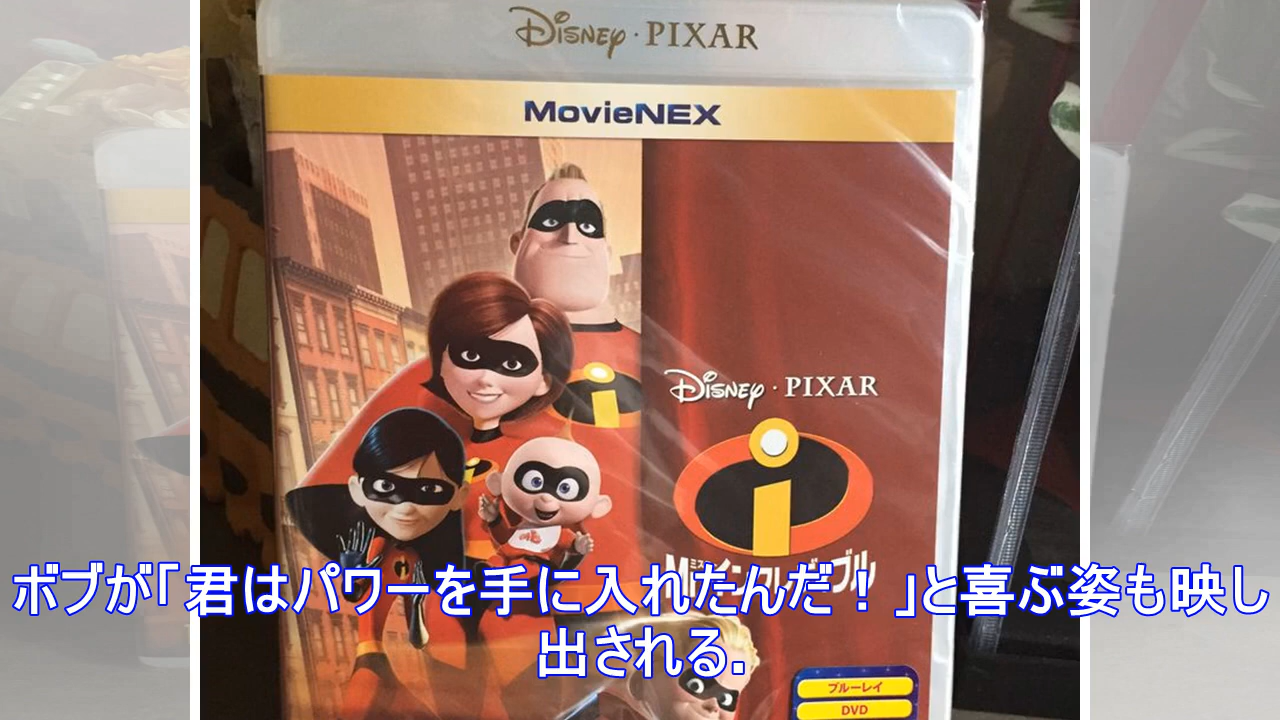 Disney · PIXAR
MovieNEX
Disney · PIXAR
ボブが「君はパワーを手に入れたんだ！」と喜ぶ姿も映し
出される.
ブルーレイ
DVD